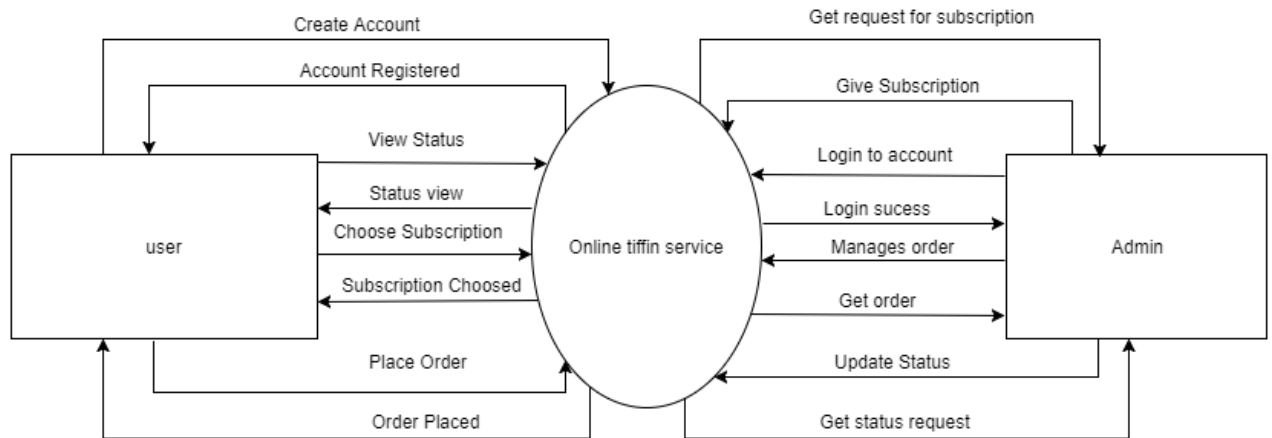 Get request for subscription
Create Account
Account Registered
Give Subscription
View Status
Login to account
Status view
Login sucess
Choose Subscription
user
Online tiffin service
Manages order
Admin
Subscription Choosed
Get order
Place Order
Update Status
Order Placed
Get status request